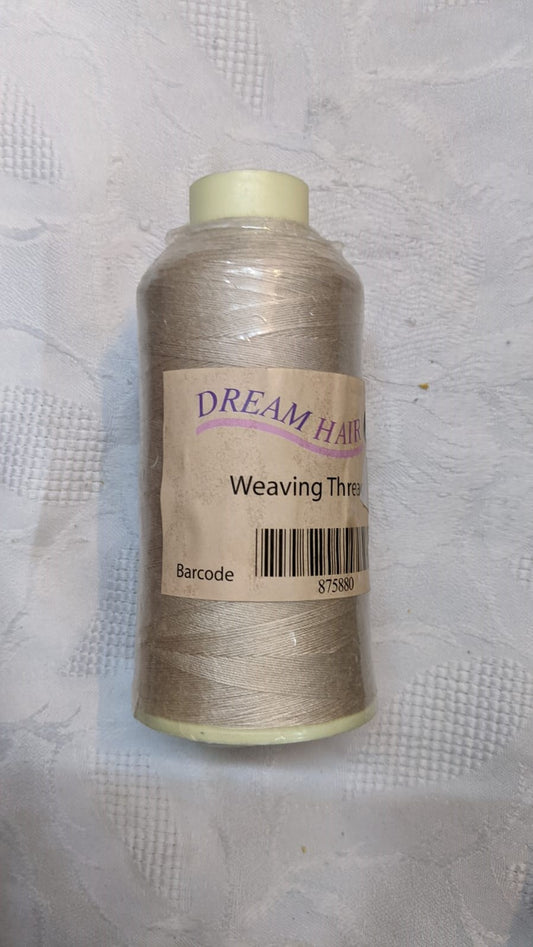 DREAM HAIR
Weaving Threa
Barcode
875880